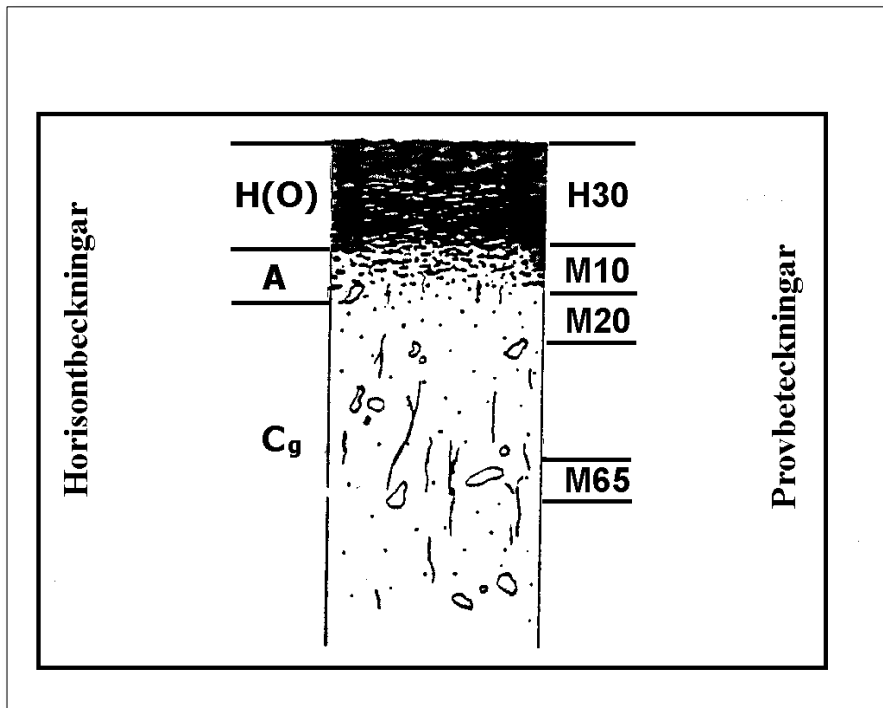 Horisontbeckningar
H(O)
A
Cg
H30
M10
M20
M65
Provbeteckningar